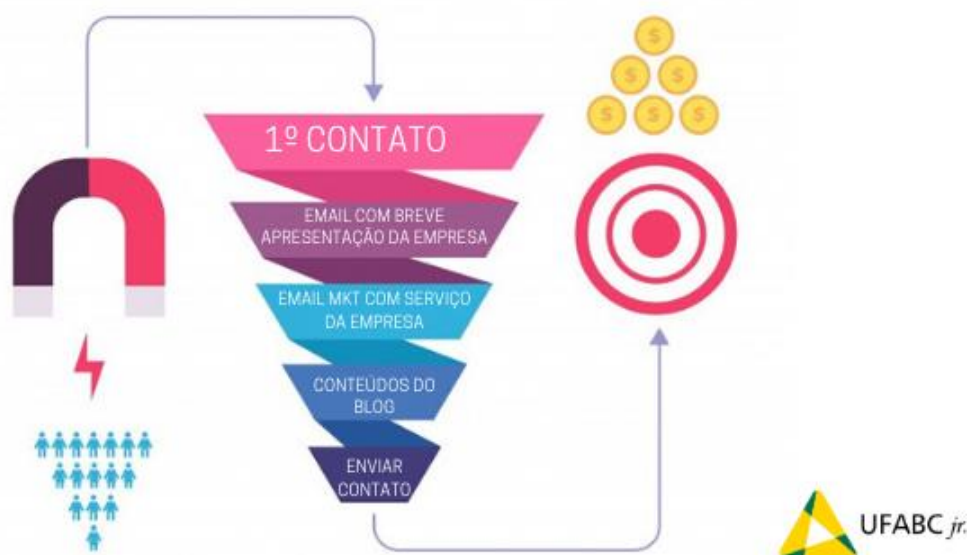 1º CONTATO
EMAIL COM BREVE
APRESENTAÇÃO DA EMPRESA
EMAIL MKT COM SERVIÇO
DA EMPRESA
CONTEÚDOS DO
BLOG
ENVIAR
CONTATO
$
$ $
$ $ $
UFABC jr.